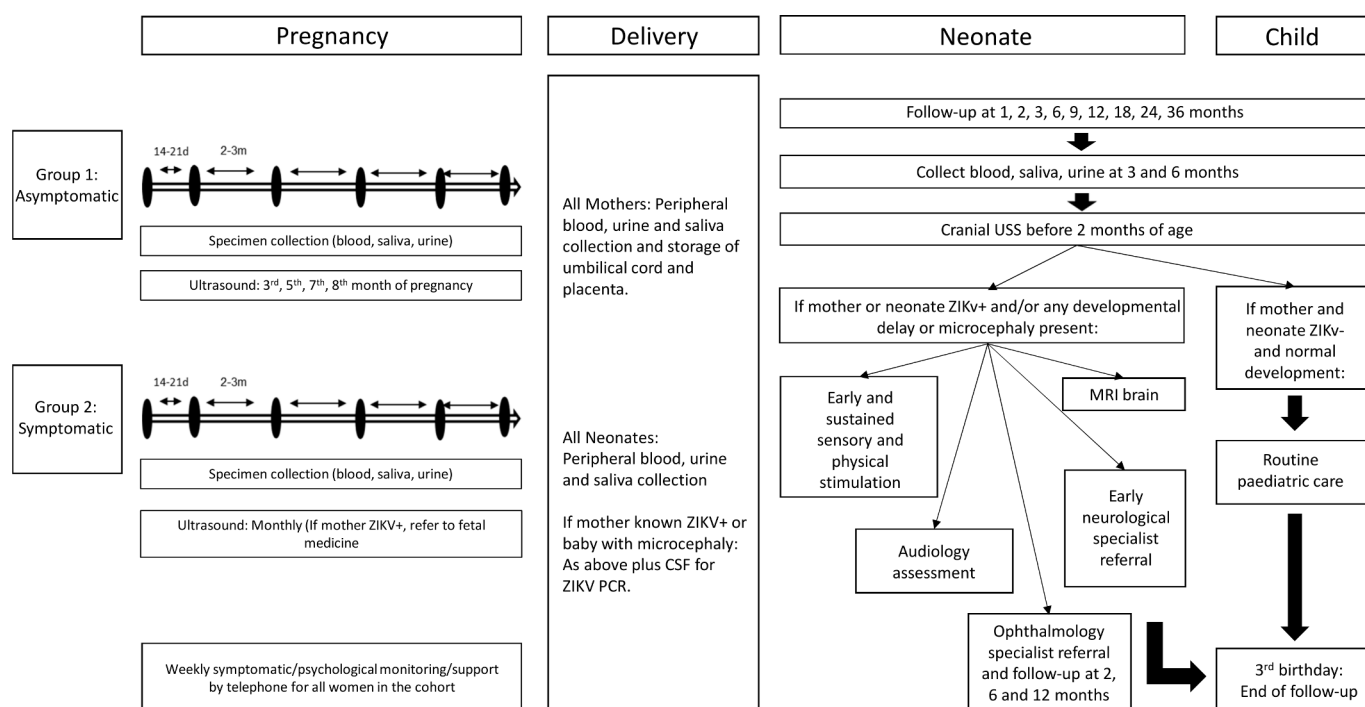 Pregnancy
Delivery
Neonate
Child
Group 1:
Asymptomatic
14-21d
2-3m
Specimen collection (blood, saliva, urine)
Ultrasound: 3rd, 5th, 7th, 8th month of pregnancy
Group 2:
Symptomatic
14-21d
2-3m
Specimen collection (blood, saliva, urine)
Ultrasound: Monthly (If mother ZIKV+, refer to fetal
medicine
Weekly symptomatic/psychological monitoring/support
by telephone for all women in the cohort
All Mothers: Peripheral
blood, urine and saliva
collection and storage of
umbilical cord and
placenta.
All Neonates:
Peripheral blood, urine
and saliva collection
If mother known ZIKV+ or
baby with microcephaly:
As above plus CSF for
ZIKV PCR.
Follow-up at 1, 2, 3, 6, 9, 12, 18, 24, 36 months
Collect blood, saliva, urine at 3 and 6 months
Cranial USS before 2 months of age
If mother or neonate ZIKv+ and/or any developmental
delay or microcephaly present:
If mother and
neonate ZIKv-
and normal
development:
Early and
sustained
sensory and
physical
stimulation
MRI brain
Audiology
assessment
Early
neurological
specialist
referral
Routine
paediatric care
Ophthalmology
specialist referral
and follow-up at 2,
6 and 12 months
3rd birthday:
End of follow-up